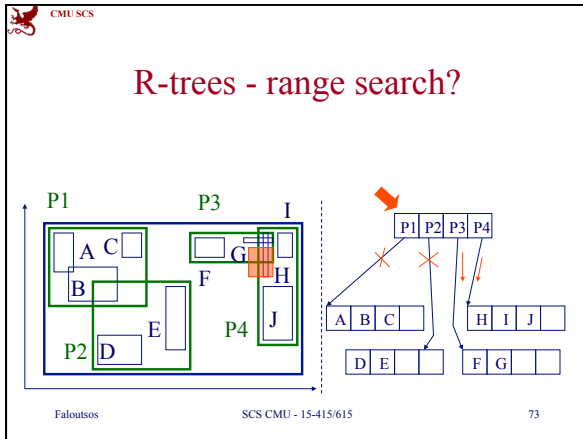 CMU SCS
R-trees - range search?
P1
P3
I
A
C
G
B
F
H
E
J
P2
D
P4
P1 P2 P3 P4
A B C
H I J
D E
F G
Faloutsos
SCS CMU - 15-415/615
73